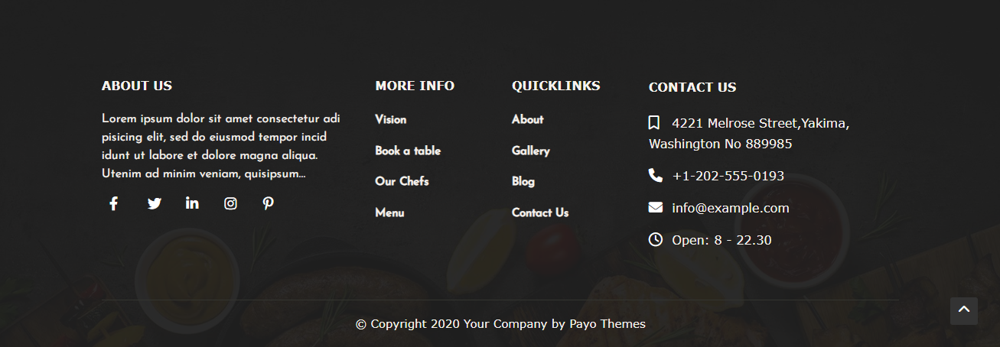 ABOUT US
Lorem ipsum dolor sit amet consectetur adi
pisicing elit, sed do eiusmod tempor incid
idunt ut labore et dolore magna aliqua.
Utenim ad minim veniam, quisipsum...
MORE INFO
Vision
Book a table
Our Chefs
Menu
QUICKLINKS
About
Gallery
Blog
Contact Us
CONTACT US
4221 Melrose Street,Yakima,
Washington No 889985
+1-202-555-0193
info@example.com
Open: 8 - 22.30
© Copyright 2020 Your Company by Payo Themes